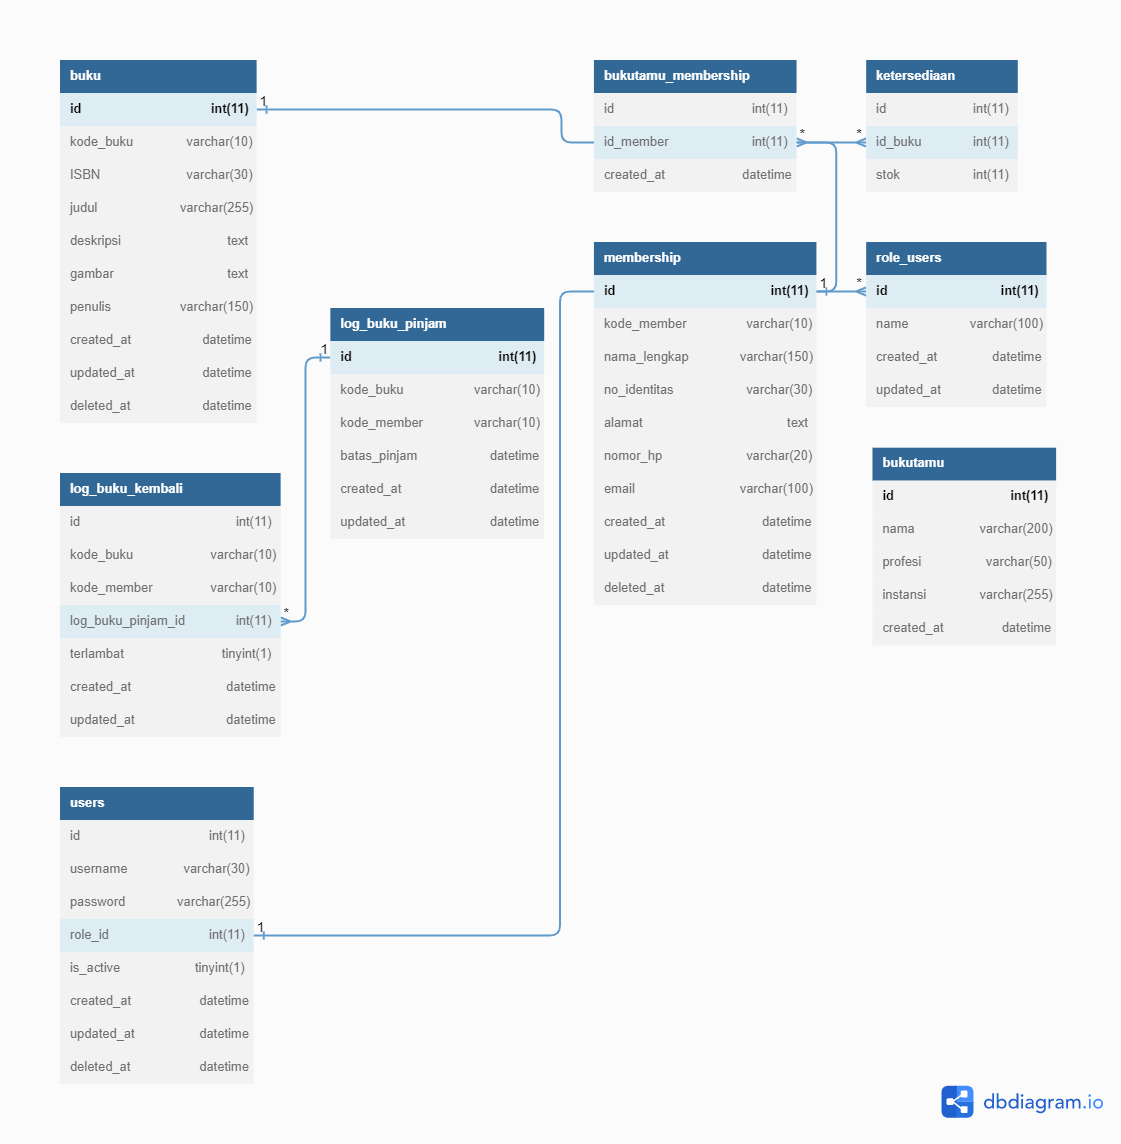 buku
id int(11)
kode_buku varchar(10)
ISBN varchar(30)
judul varchar(255)
deskripsi text
gambar text
penulis varchar(150)
created_at datetime
updated_at datetime
deleted_at datetime
1
bukutamu_membership
id int(11)
id_member int(11)
created_at datetime
*
*
ketersediaan
id int(11)
id_buku int(11)
stok int(11)
membership
id int(11)
kode_member varchar(10)
nama_lengkap varchar(150)
no_identitas varchar(30)
alamat text
nomor_hp varchar(20)
email varchar(100)
created_at datetime
updated_at datetime
deleted_at datetime
1
*
role_users
id int(11)
name varchar(100)
created_at datetime
updated_at datetime
log_buku_pinjam
1
id int(11)
kode_buku varchar(10)
kode_member varchar(10)
batas_pinjam datetime
created_at datetime
updated_at datetime
bukutamu
id int(11)
nama varchar(200)
profesi varchar(50)
instansi varchar(255)
created_at datetime
log_buku_kembali
id int(11)
kode_buku varchar(10)
kode_member varchar(10)
log_buku_pinjam_id int(11)
terlambat tinyint(1)
created_at datetime
updated_at datetime
*
users
id int(11)
username varchar(30)
password varchar(255)
role_id int(11)
is_active tinyint(1)
created_at datetime
updated_at datetime
deleted_at datetime
1
dbdiagram.io